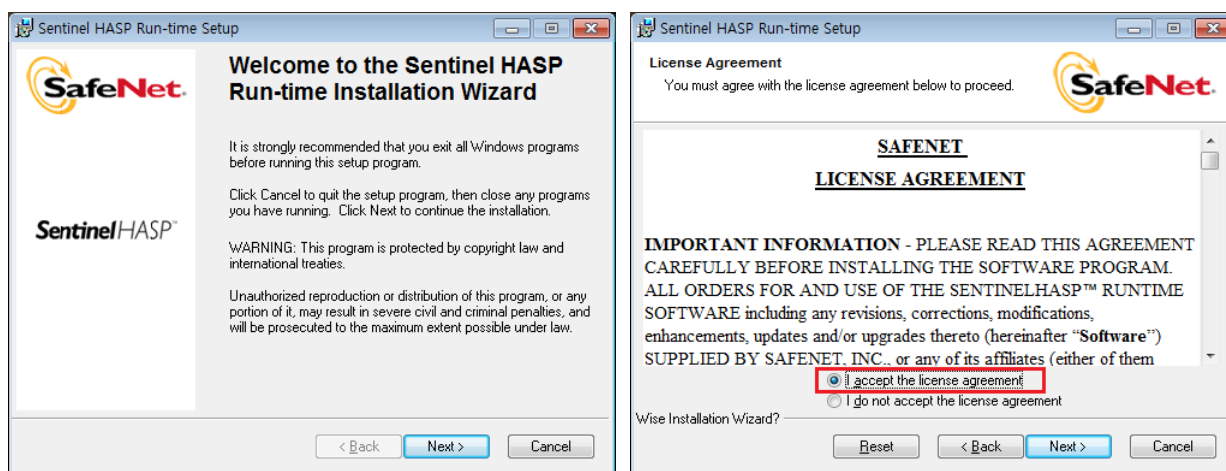 Sentinel HASP Run-time Setup
SafeNet.
Welcome to the Sentinel HASP
Run-time Installation Wizard
It is strongly recommended that you exit all Windows programs
before running this setup program.
Click Cancel to quit the setup program, then close any programs
you have running. Click Next to continue the installation.
Sentinel HASP™
WARNING: This program is protected by copyright law and
international treaties.
Unauthorized reproduction or distribution of this program, or any
portion of it, may result in severe civil and criminal penalties, and
will be prosecuted to the maximum extent possible under law.
< Back
Next >
Cancel
Sentinel HASP Run-time Setup
License Agreement
You must agree with the license agreement below to proceed.
SafeNet.
SAFENET
LICENSE AGREEMENT
IMPORTANT INFORMATION - PLEASE READ THIS AGREEMENT
CAREFULLY BEFORE INSTALLING THE SOFTWARE PROGRAM.
ALL ORDERS FOR AND USE OF THE SENTINELHASP™ RUNTIME
SOFTWARE including any revisions, corrections, modifications,
enhancements, updates and/or upgrades thereto (hereinafter “Software”)
SUPPLIED BY SAFENET, INC., or any of its affiliates (either of them
I accept the license agreement
I do not accept the license agreement
Wise Installation Wizard?
Reset
< Back
Next >
Cancel